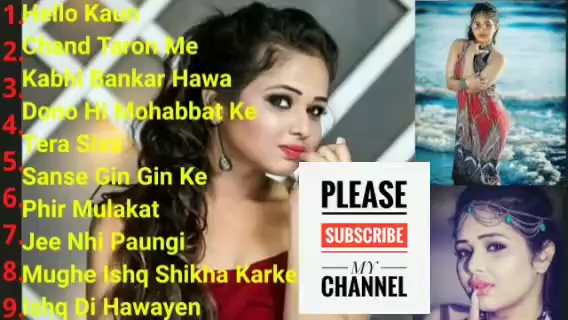 1. Hello Kaun
2. Chand Taron Me
3. Kabhi Bankar Hawa
4. Dono Hi Mohabbat Ke
Tera Siva
5. Sanse Gin Gin Ke
6. Phir Mulakat
7. Jee Nhi Paungi
8. Mughe Ishq Shikha Karke
9. Ishq Di Hawayen
PLEASE
SUBSCRIBE
MY
CHANNEL